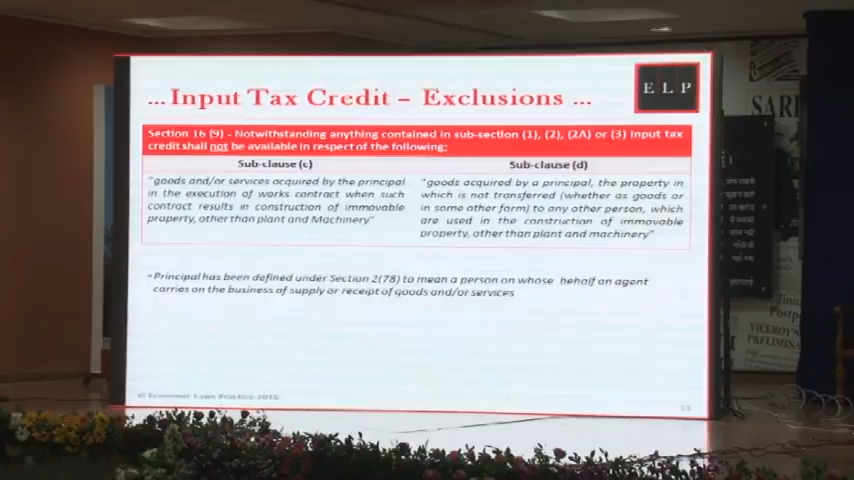 ...Input Tax Credit – Exclusions ...
ELP
Section 16 (9) - Notwithstanding anything contained in sub-section (1), (2), (2A) or (3) Input tax
credit shall not be available in respect of the following:
Sub-clause (c)
"goods and/or services acquired by the principal
in the execution of works contract when such
contract results in construction of immovable
property, other than plant and Machinery"
Sub-clause (d)
"goods acquired by a principal, the property in
which is not transferred (whether as goods or
in some other form) to any other person, which
are used in the construction of immovable
property, other than plant and machinery"
• Principal has been defined under Section 2(78) to mean a person on whose behalf an agent
carries on the business of supply or receipt of goods and/or services
© Economic Laws Practice 2016
53
SARD
Jinn
Postp
VICEROY'S
PRELIMINA